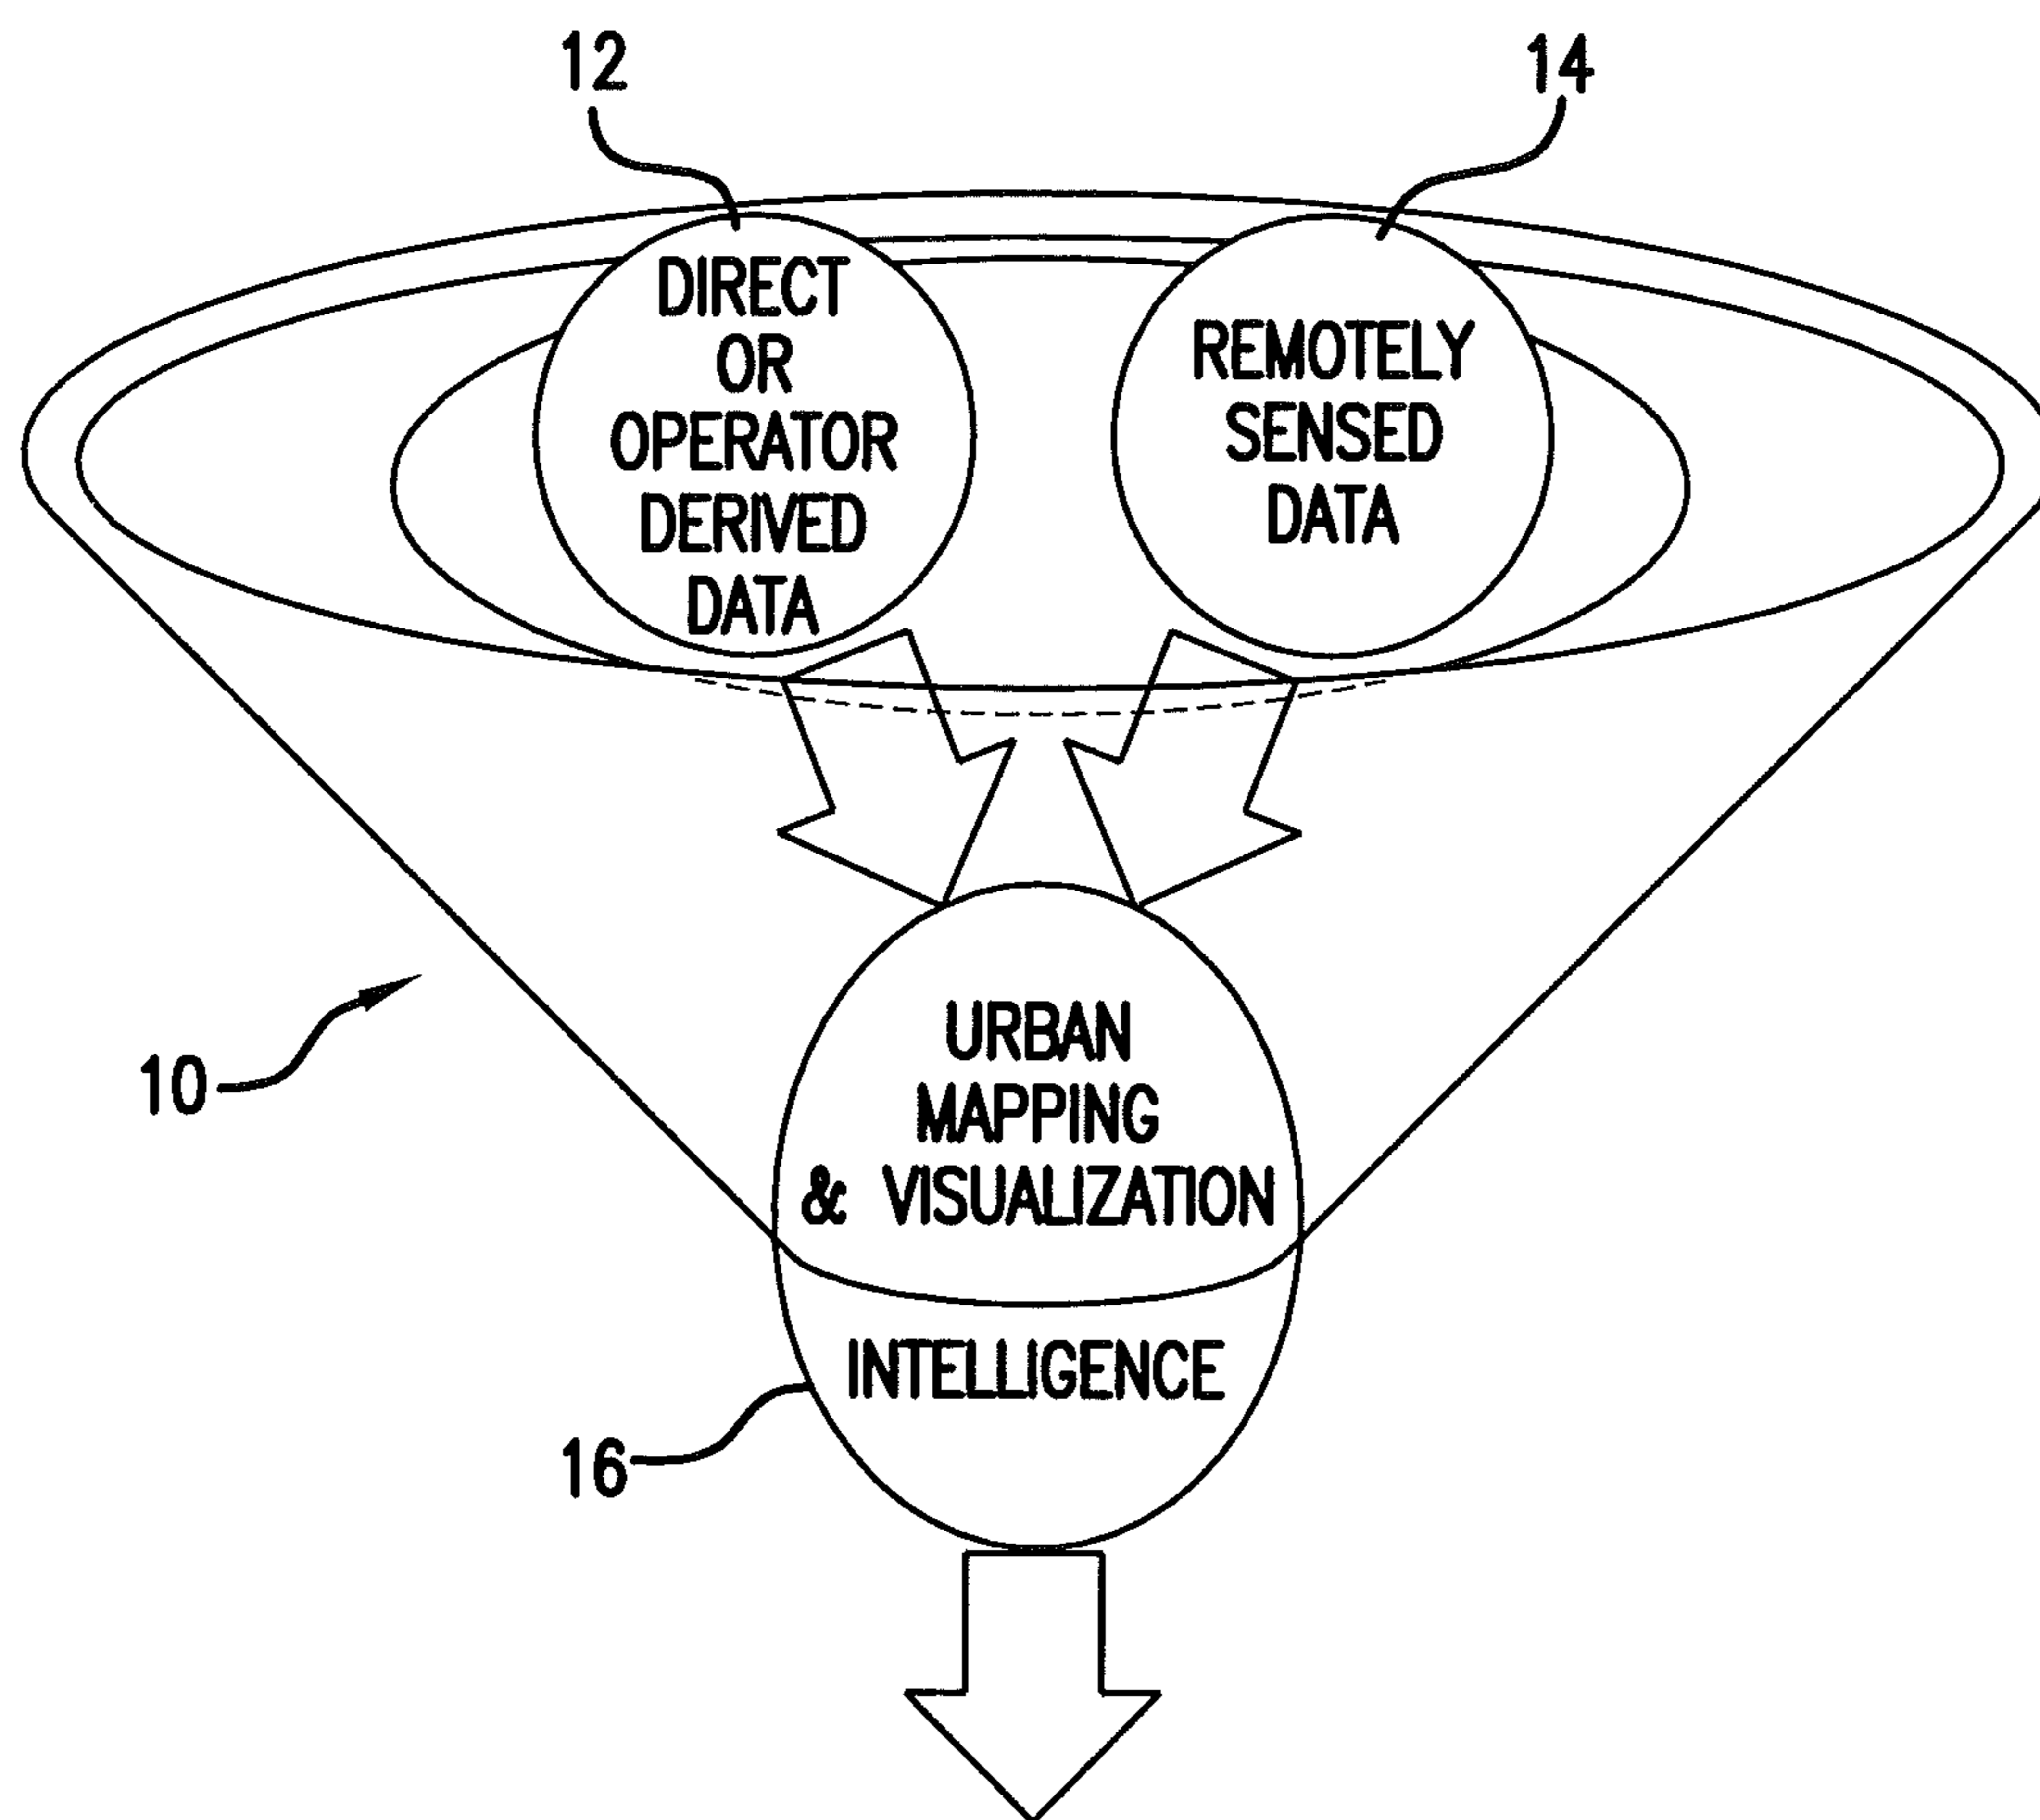 12
14
DIRECT
OR
OPERATOR
DERIVED
DATA
REMOTELY
SENSED
DATA
10
URBAN
MAPPING
& VISUALIZATION
INTELLIGENCE
16